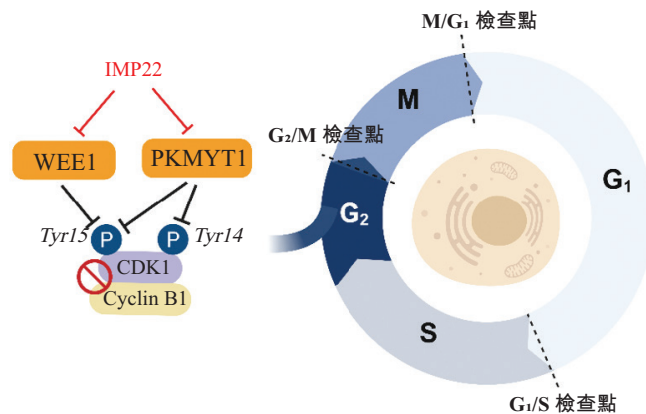 IMP22
WEE1
PKMYT1
Tyr15
P
P
Tyr14
CDK1
Cyclin B1
M/G₁ 檢查點
M
G₂/M 檢查點
G₁
G₂
S
G₁/S 檢查點